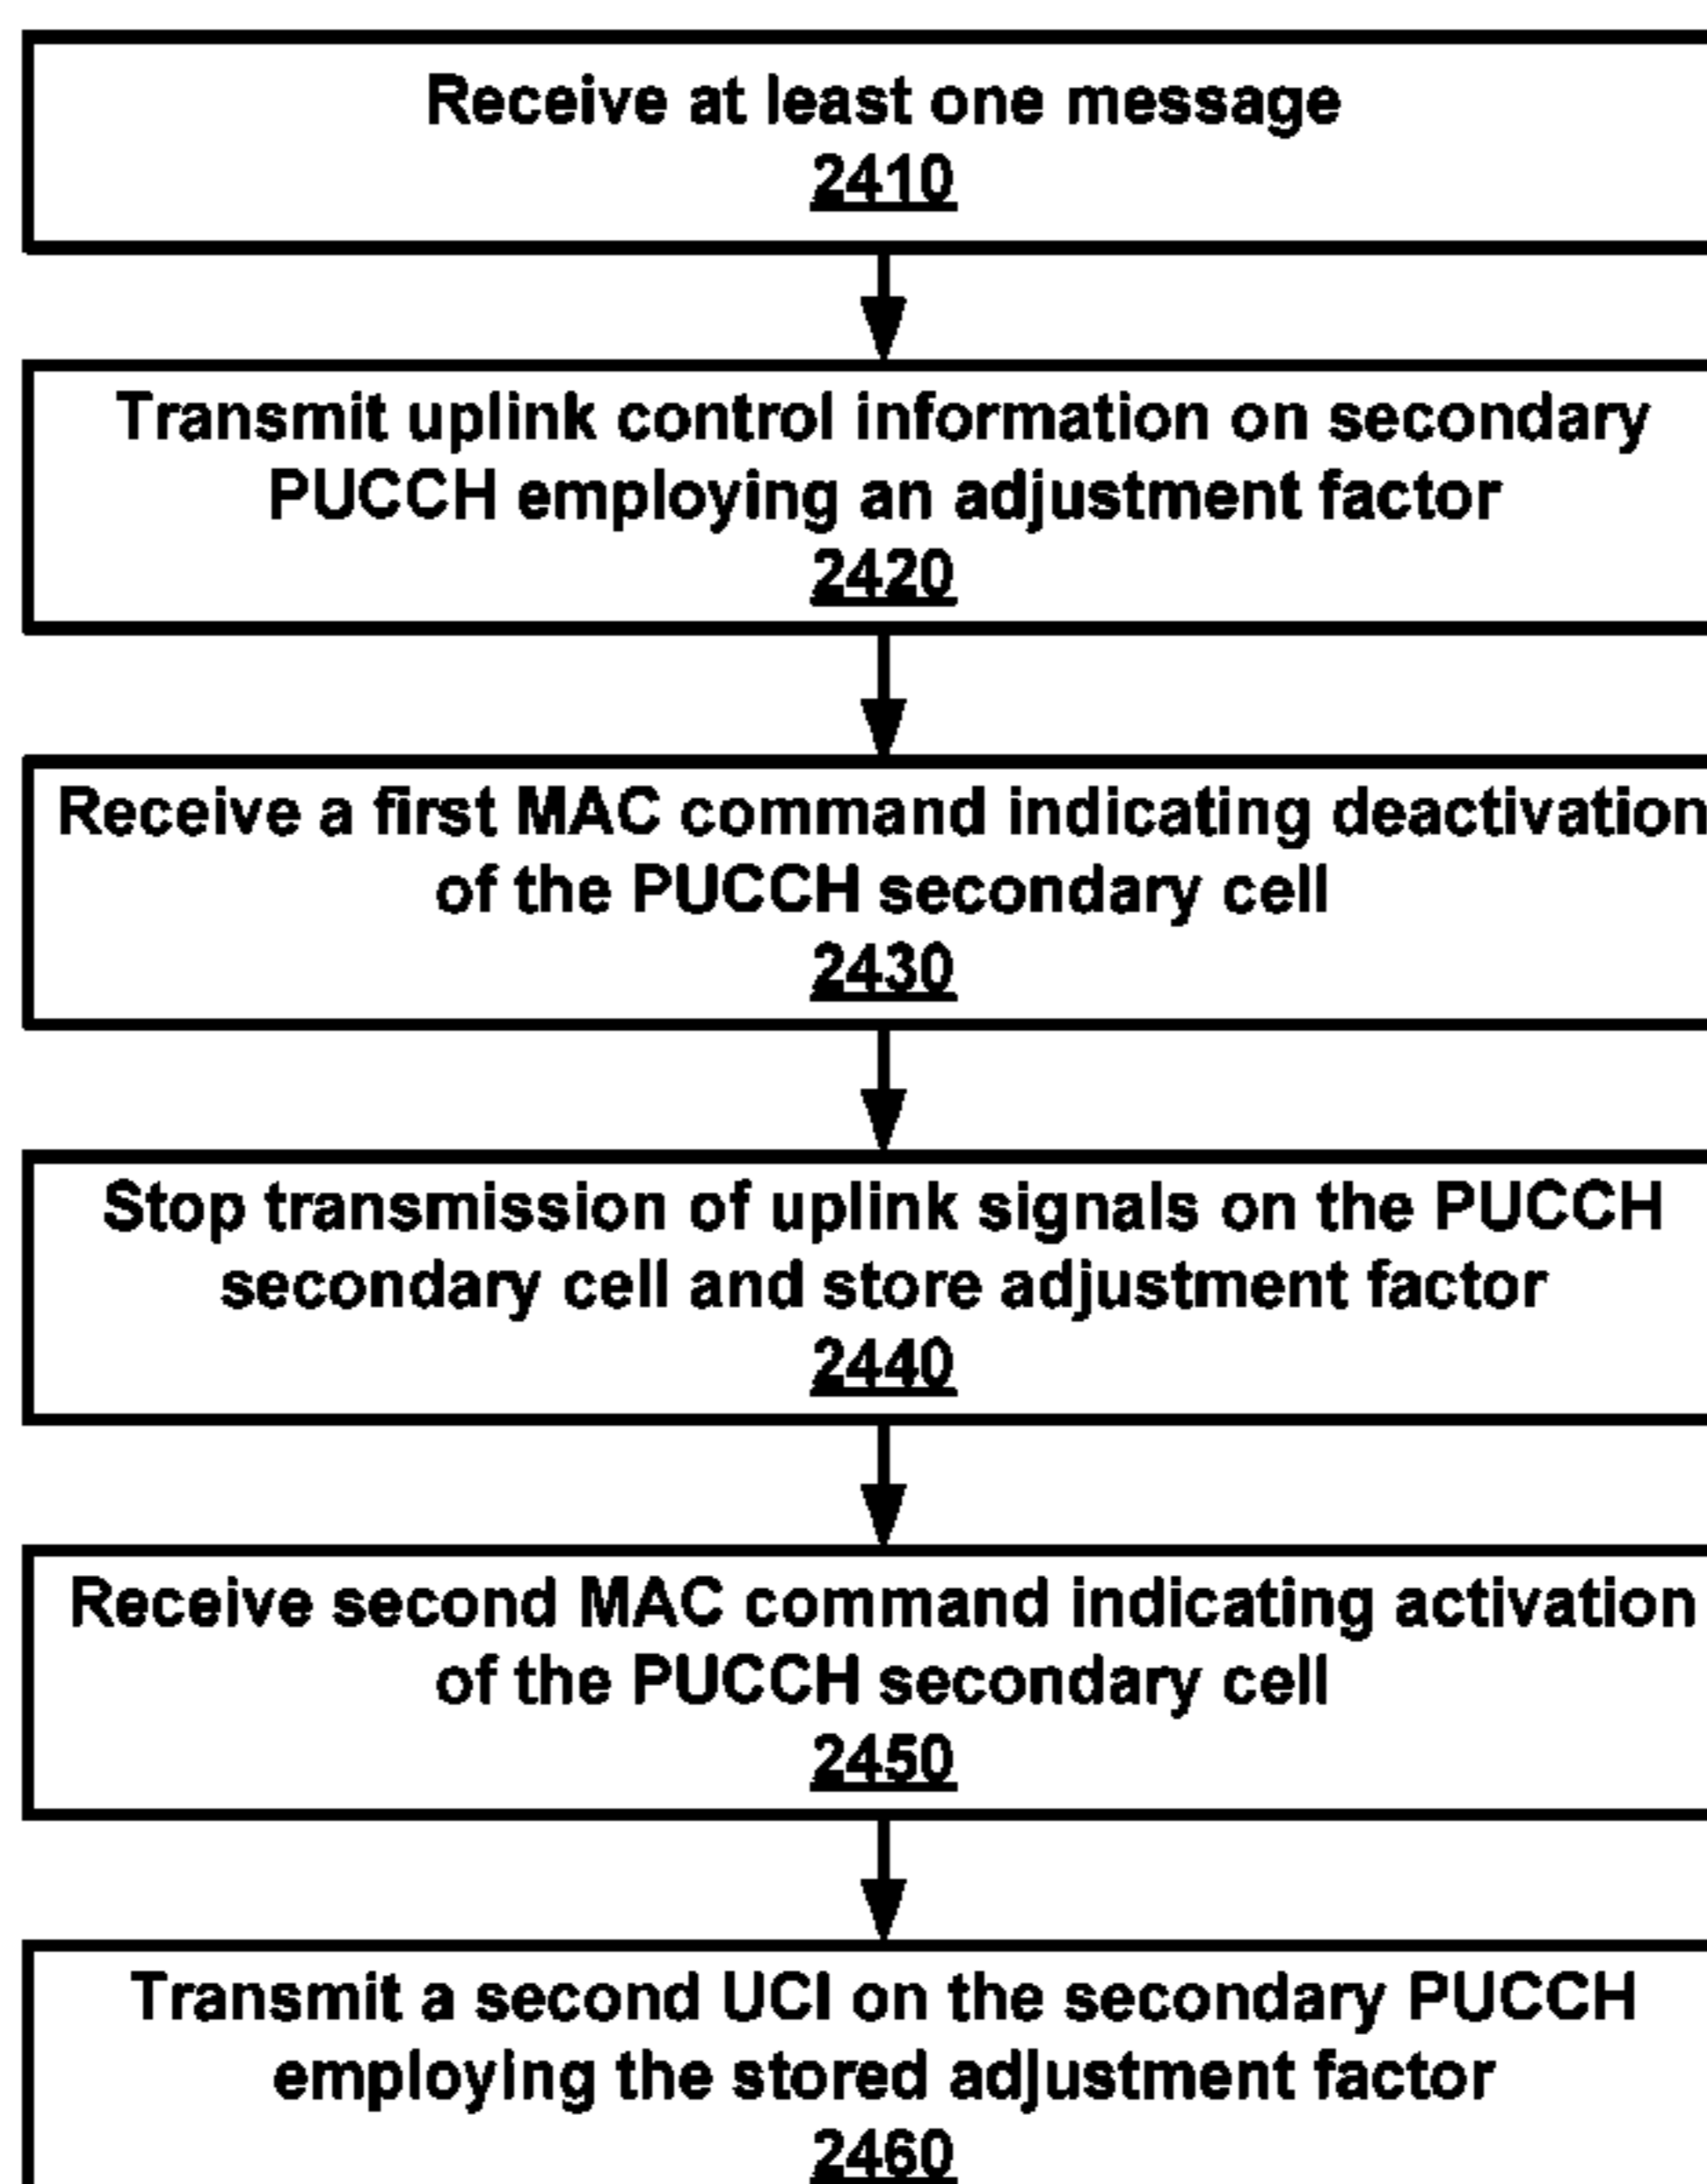 Receive at least one message
2410
Transmit uplink control information on secondary
PUCCH employing an adjustment factor
2420
Receive a first MAC command indicating deactivation
of the PUCCH secondary cell
2430
Stop transmission of uplink signals on the PUCCH
secondary cell and store adjustment factor
2440
Receive second MAC command indicating activation
of the PUCCH secondary cell
2450
Transmit a second UCI on the secondary PUCCH
employing the stored adjustment factor
2460